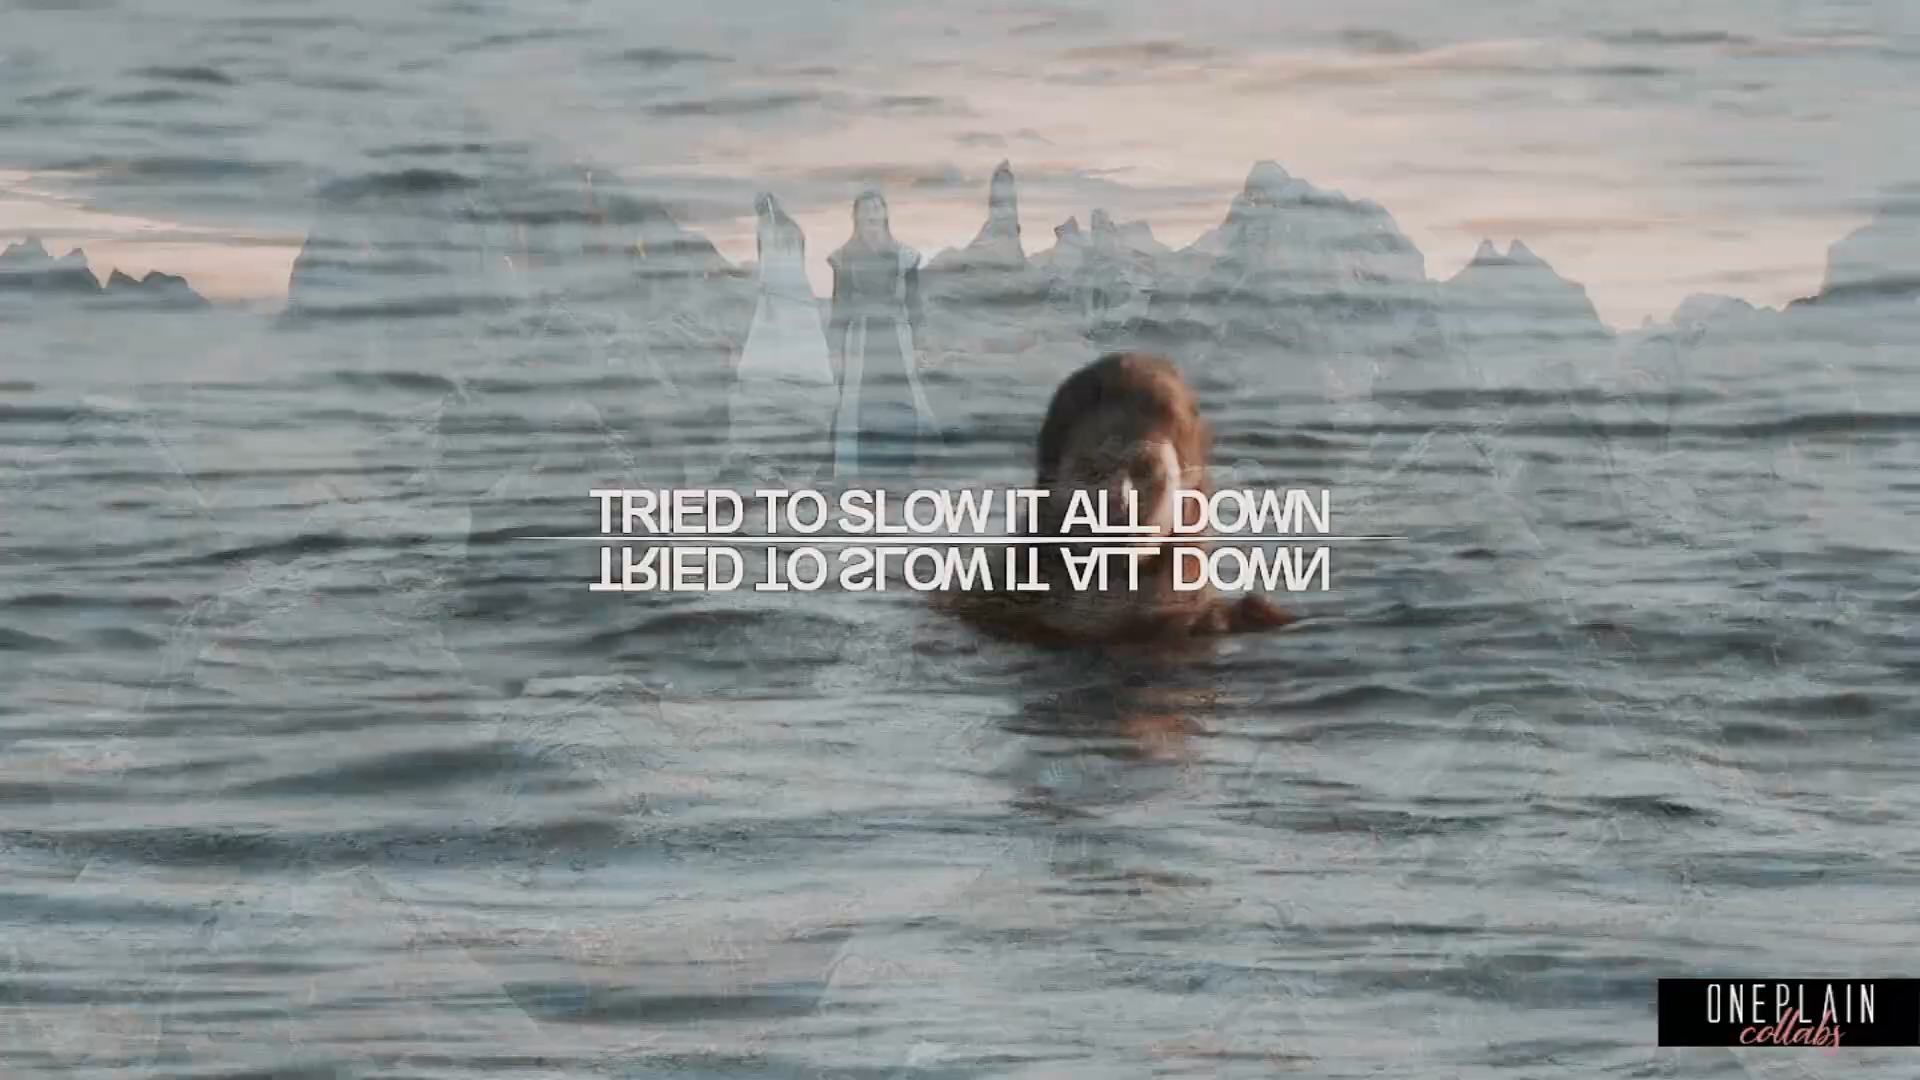 TRIED TO SLOW IT ALL DOWN
TRIED TO SLOW IT ALL DOWN
ONEPLAIN
collabs